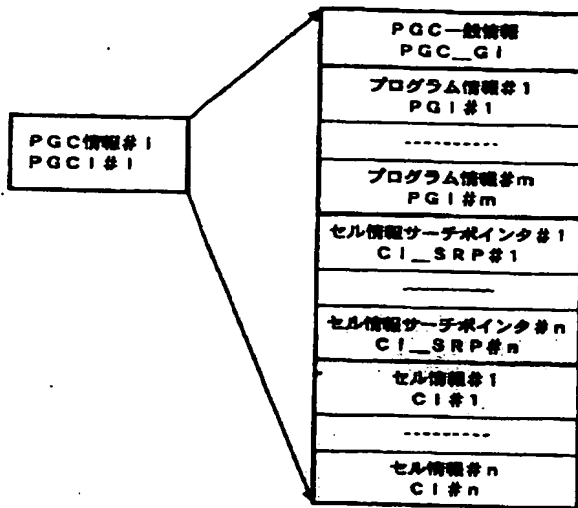 PGC情報#i
PGCI#i
PGC一般情報
PGC_GI
プログラム情報#1
PGI#1
----------
プログラム情報#m
PGI#m
セル情報サーチポインタ#1
CI_SRP#1
----------
セル情報サーチポインタ#n
CI_SRP#n
セル情報#1
CI#1
---------
セル情報#n
CI#n